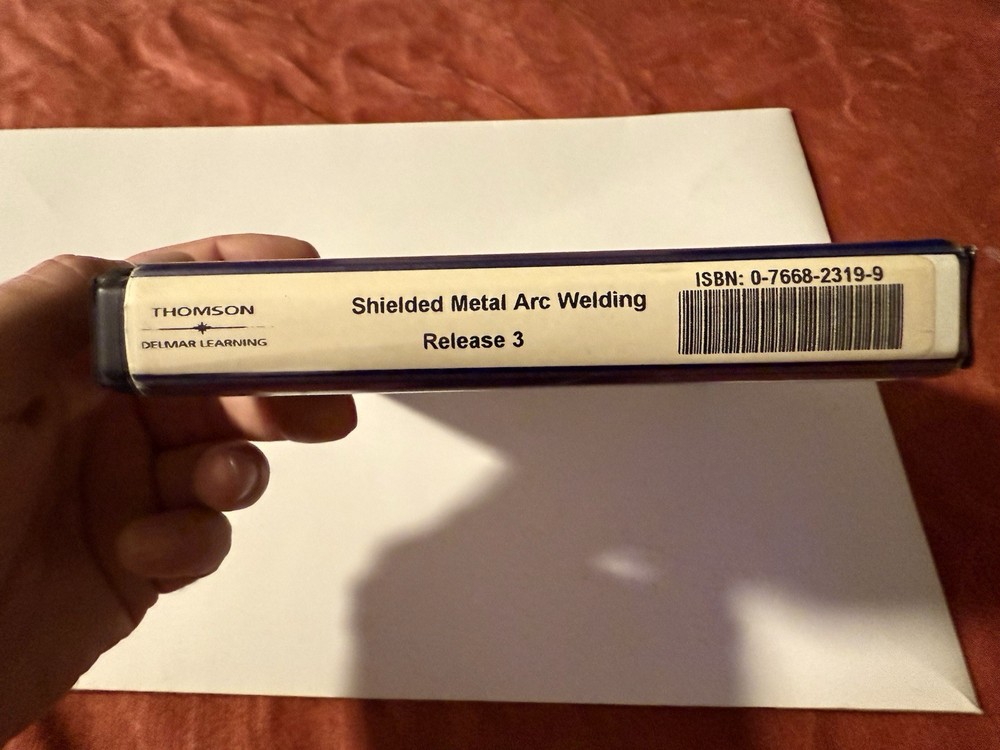 THOMSON
DELMAR LEARNING
Shielded Metal Arc Welding
Release 3
ISBN: 0-7668-2319-9